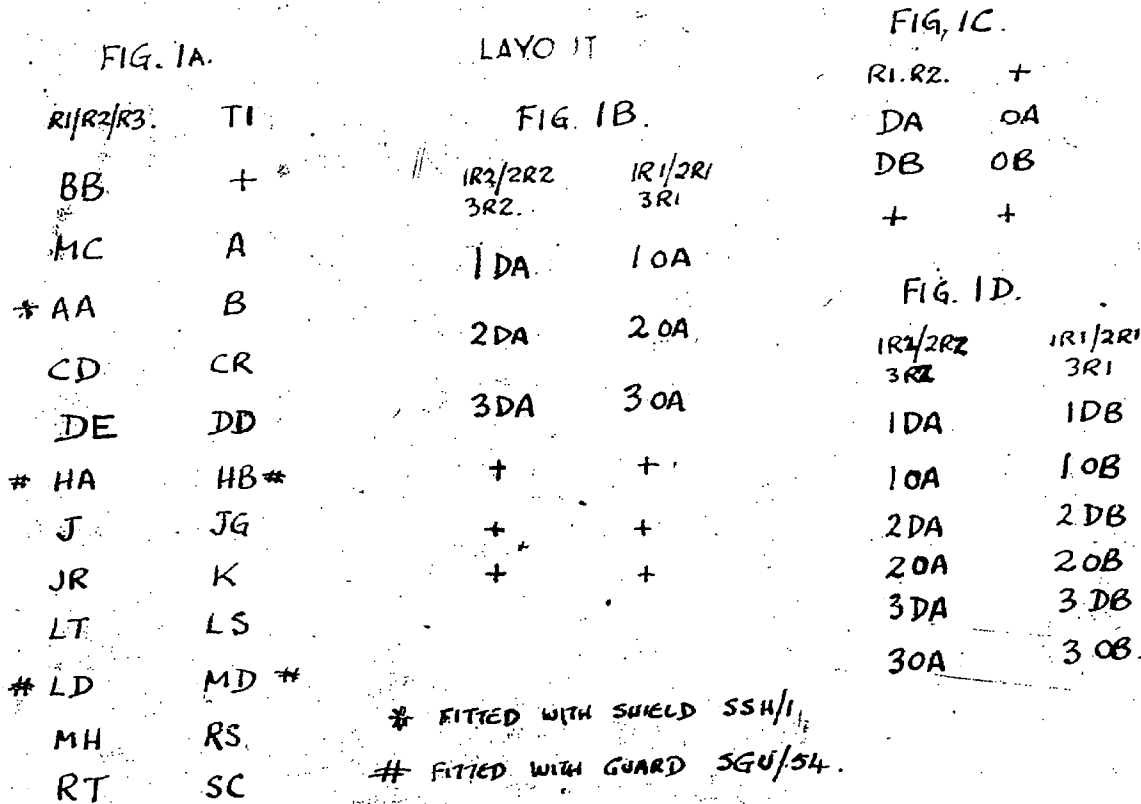 FIG. 1A.
R1/R2/R3. T1
BB +
MC A
* AA B
CD CR
DE DD
# HA HB #
J JG
JR K
LT LS
# LD MD #
MH RS
RT SC
LAYO IT
FIG. 1B.
1R2/2R2 1R1/2R1
3R2. 3R1
1DA 1OA
2DA 2OA
3DA 3OA
+ +
+ +
+ +
* FITTED WITH SHIELD SSH/1
# FITTED WITH GUARD SGU/54.
FIG, 1C.
R1.R2. +
DA OA
DB OB
+ +
FIG. 1D.
1R2/2R2 1R1/2R1
3R2 3R1
1DA 1DB
1OA 1OB
2DA 2DB
2OA 2OB
3DA 3DB
3OA 3OB.